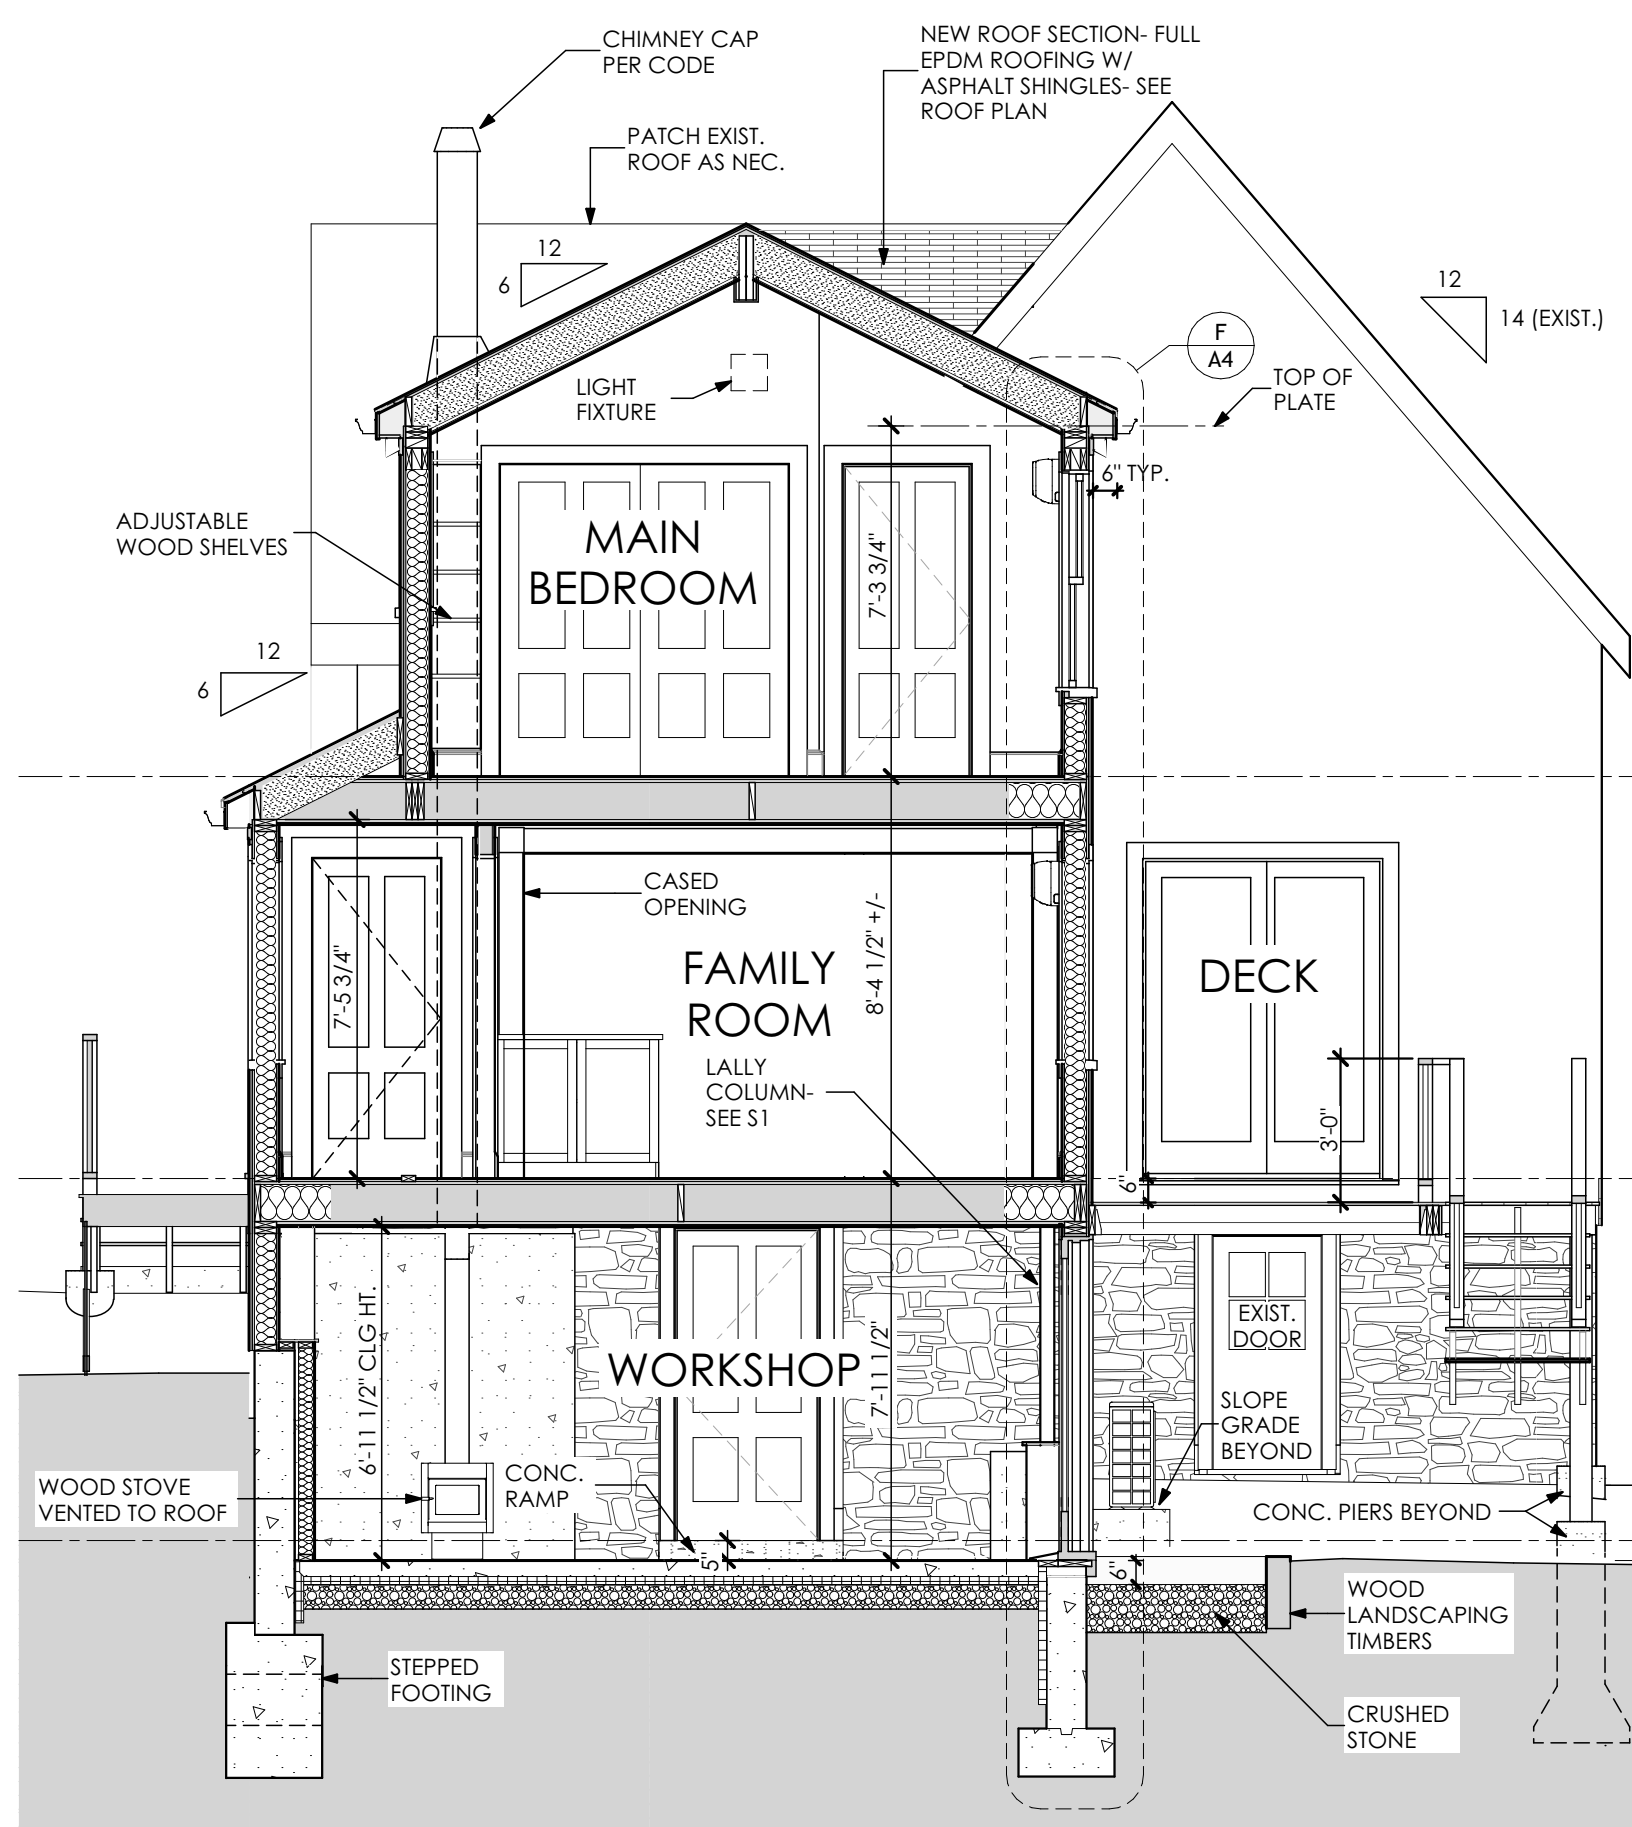 CHIMNEY CAP
PER CODE
NEW ROOF SECTION- FULL
EPDM ROOFING W/
ASPHALT SHINGLES- SEE
ROOF PLAN
PATCH EXIST.
ROOF AS NEC.
12
6
12
14 (EXIST.)
F
A4
LIGHT
FIXTURE
TOP OF
PLATE
6" TYP.
ADJUSTABLE
WOOD SHELVES
MAIN
BEDROOM
7'-3 3/4"
12
6
CASED
OPENING
7'-5 3/4"
FAMILY
ROOM
8'-4 1/2" +/-
DECK
LALLY
COLUMN-
SEE S1
3'-0"
6"
EXIST.
DOOR
6'-11 1/2" CLG HT.
WORKSHOP
7'-11 1/2"
SLOPE
GRADE
BEYOND
WOOD STOVE
VENTED TO ROOF
CONC.
RAMP
CONC. PIERS BEYOND
5"
6"
WOOD
LANDSCAPING
TIMBERS
STEPPED
FOOTING
CRUSHED
STONE